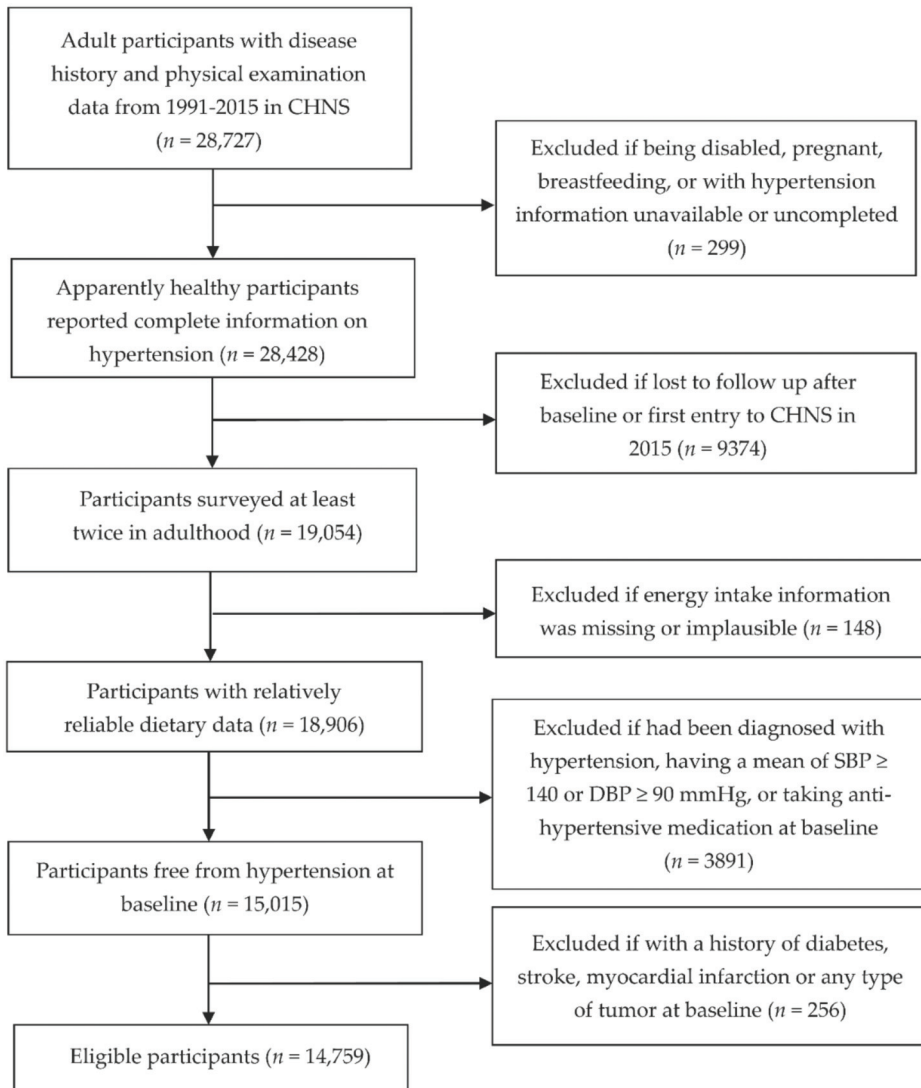 Adult participants with disease
history and physical examination
data from 1991-2015 in CHNS
(n = 28,727)
Excluded if being disabled, pregnant,
breastfeeding, or with hypertension
information unavailable or uncompleted
(n = 299)
Apparently healthy participants
reported complete information on
hypertension (n = 28,428)
Excluded if lost to follow up after
baseline or first entry to CHNS in
2015 (n = 9374)
Participants surveyed at least
twice in adulthood (n = 19,054)
Excluded if energy intake information
was missing or implausible (n = 148)
Participants with relatively
reliable dietary data (n = 18,906)
Excluded if had been diagnosed with
hypertension, having a mean of SBP ≥
140 or DBP ≥ 90 mmHg, or taking anti-
hypertensive medication at baseline
(n = 3891)
Participants free from hypertension at
baseline (n = 15,015)
Excluded if with a history of diabetes,
stroke, myocardial infarction or any type
of tumor at baseline (n = 256)
Eligible participants (n = 14,759)